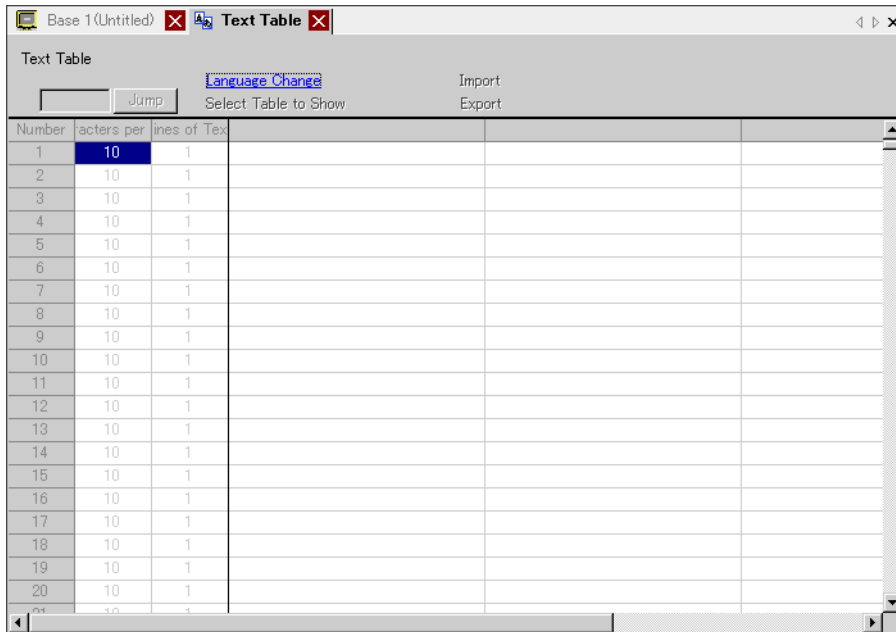 Base 1(Untitled) Text Table
Text Table
Language Change Import
Jump Select Table to Show Export
Number racters per ines of Tex
1 10 1
2 10 1
3 10 1
4 10 1
5 10 1
6 10 1
7 10 1
8 10 1
9 10 1
10 10 1
11 10 1
12 10 1
13 10 1
14 10 1
15 10 1
16 10 1
17 10 1
18 10 1
19 10 1
20 10 1